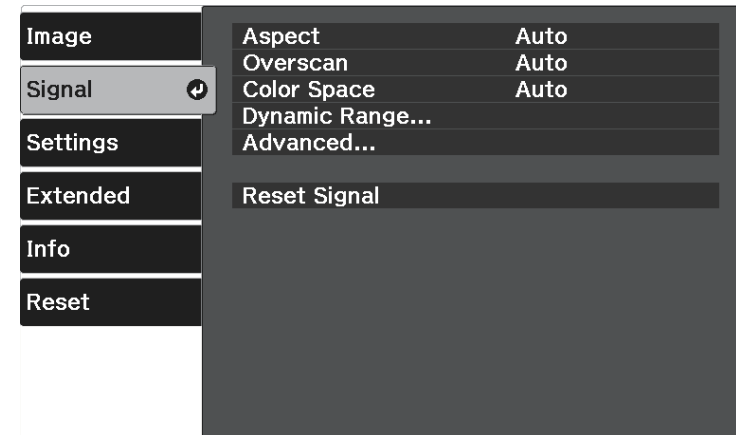 Image
Signal
Settings
Extended
Info
Reset
Aspect Auto
Overscan Auto
Color Space Auto
Dynamic Range...
Advanced...
Reset Signal